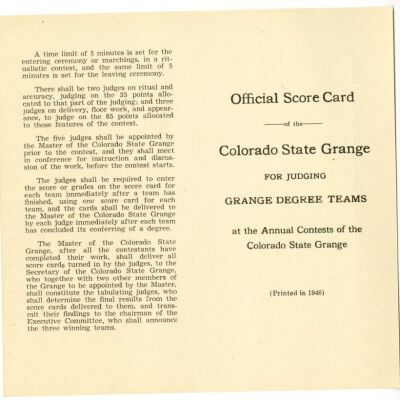 A time limit of 5 minutes is set for the
entering ceremony or marchings, in a rit-
ualistic contest, and the same limit of 5
minutes is set for the leaving ceremony.
There shall be two judges on ritual and
accuracy, judging on the 35 points allo-
cated to that part of the judging; and three
judges on delivery, floor work, and appear-
ance, to judge on the 65 points allocated
to those features of the contest.
The five judges shall be appointed by
the Master of the Colorado State Grange
prior to the contest, and they shall meet
in conference for instruction and discus-
sion of the work, before the contest starts.
The judges shall be required to enter
the score or grades on the score card for
each team immediately after a team has
finished, using one score card for each
team, and the cards shall be delivered to
the Master of the Colorado State Grange
by each judge immediately after each team
has concluded its conferring of a degree.
The Master of the Colorado State
Grange, after all the contestants have
completed their work, shall deliver all
score cards turned in by the judges, to the
Secretary of the Colorado State Grange,
who together with two other members of
the Grange to be appointed by the Master,
shall constitute the tabulating judges, who
shall determine the final results from the
score cards delivered to them, and trans-
mit their findings to the chairman of the
Executive Committee, who shall announce
the three winning teams.
Official Score Card
of the
Colorado State Grange
FOR JUDGING
GRANGE DEGREE TEAMS
at the Annual Contests of the
Colorado State Grange
(Printed in 1946)